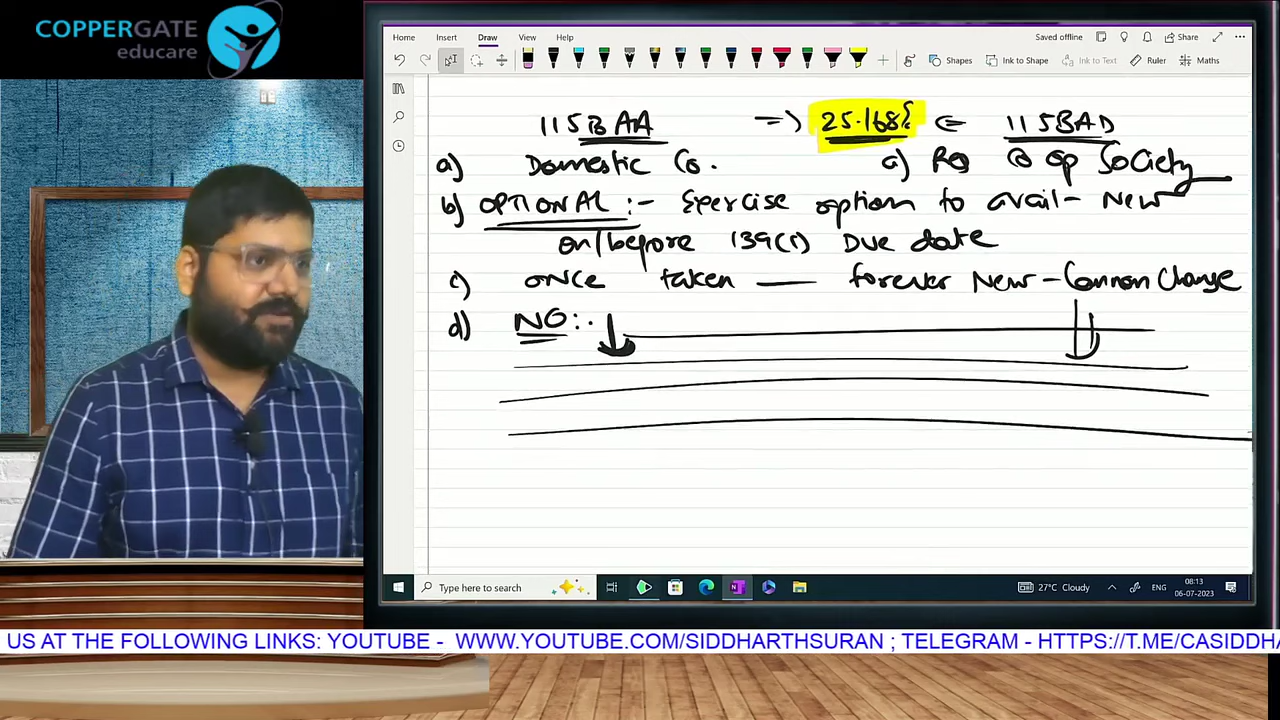 COPPERGATE
educare
Home Insert Draw View Help
Saved offline
Share
Shapes
Ink to Shape
Ink to Text
Ruler
Maths
115BAA => 25.168% <= 115BAD
a) Domestic Co. a) Res Co op Society
b) OPTIONAL :- Exercise option to avail - New
on/before 139(1) Due date
c) once taken — forever New - Cannon Change
d) NO:-
Type here to search
27°C Cloudy
ENG
08:13
06-07-2023
US AT THE FOLLOWING LINKS: YOUTUBE - WWW.YOUTUBE.COM/SIDDHARTHSURAN ; TELEGRAM - HTTPS://T.ME/CASIDDHA